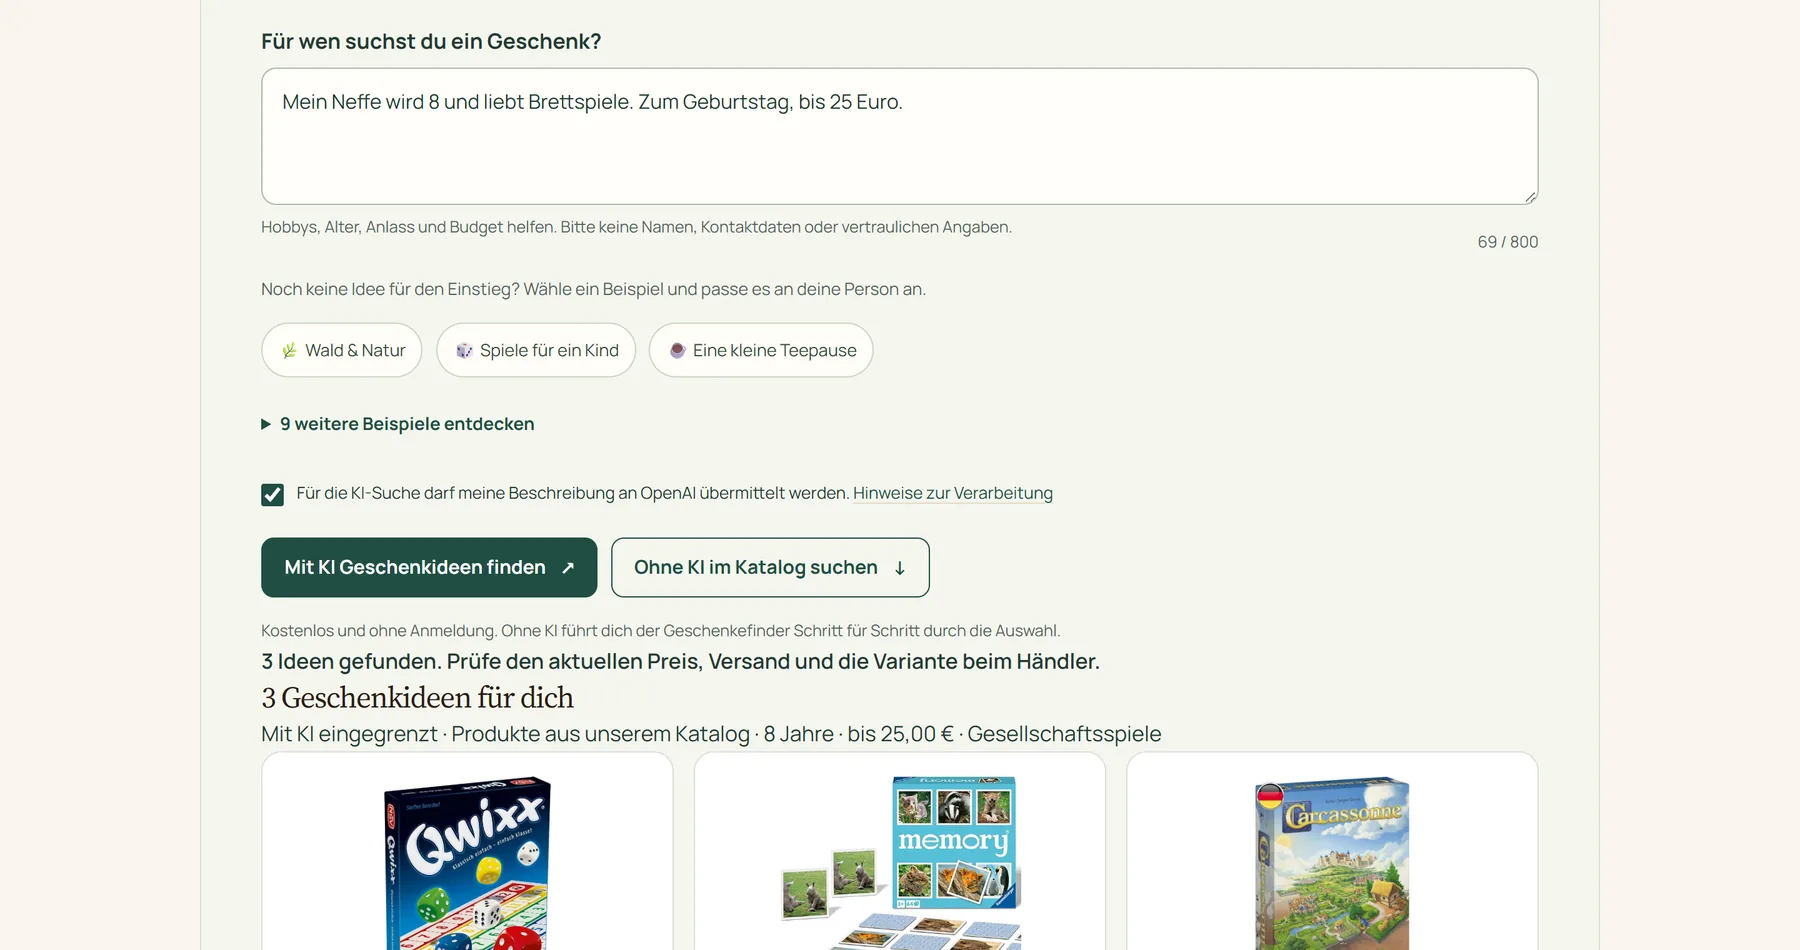 Für wen suchst du ein Geschenk?
Mein Neffe wird 8 und liebt Brettspiele. Zum Geburtstag, bis 25 Euro.
Hobbys, Alter, Anlass und Budget helfen. Bitte keine Namen, Kontaktdaten oder vertraulichen Angaben.
69 / 800
Noch keine Idee für den Einstieg? Wähle ein Beispiel und passe es an deine Person an.
Wald & Natur
Spiele für ein Kind
Eine kleine Teepause
9 weitere Beispiele entdecken
Für die KI-Suche darf meine Beschreibung an OpenAI übermittelt werden. Hinweise zur Verarbeitung
Mit KI Geschenkideen finden ↗
Ohne KI im Katalog suchen ↓
Kostenlos und ohne Anmeldung. Ohne KI führt dich der Geschenkefinder Schritt für Schritt durch die Auswahl.
3 Ideen gefunden. Prüfe den aktuellen Preis, Versand und die Variante beim Händler.
3 Geschenkideen für dich
Mit KI eingegrenzt · Produkte aus unserem Katalog · 8 Jahre · bis 25,00 € · Gesellschaftsspiele
Qwixx
memory
Carcassonne